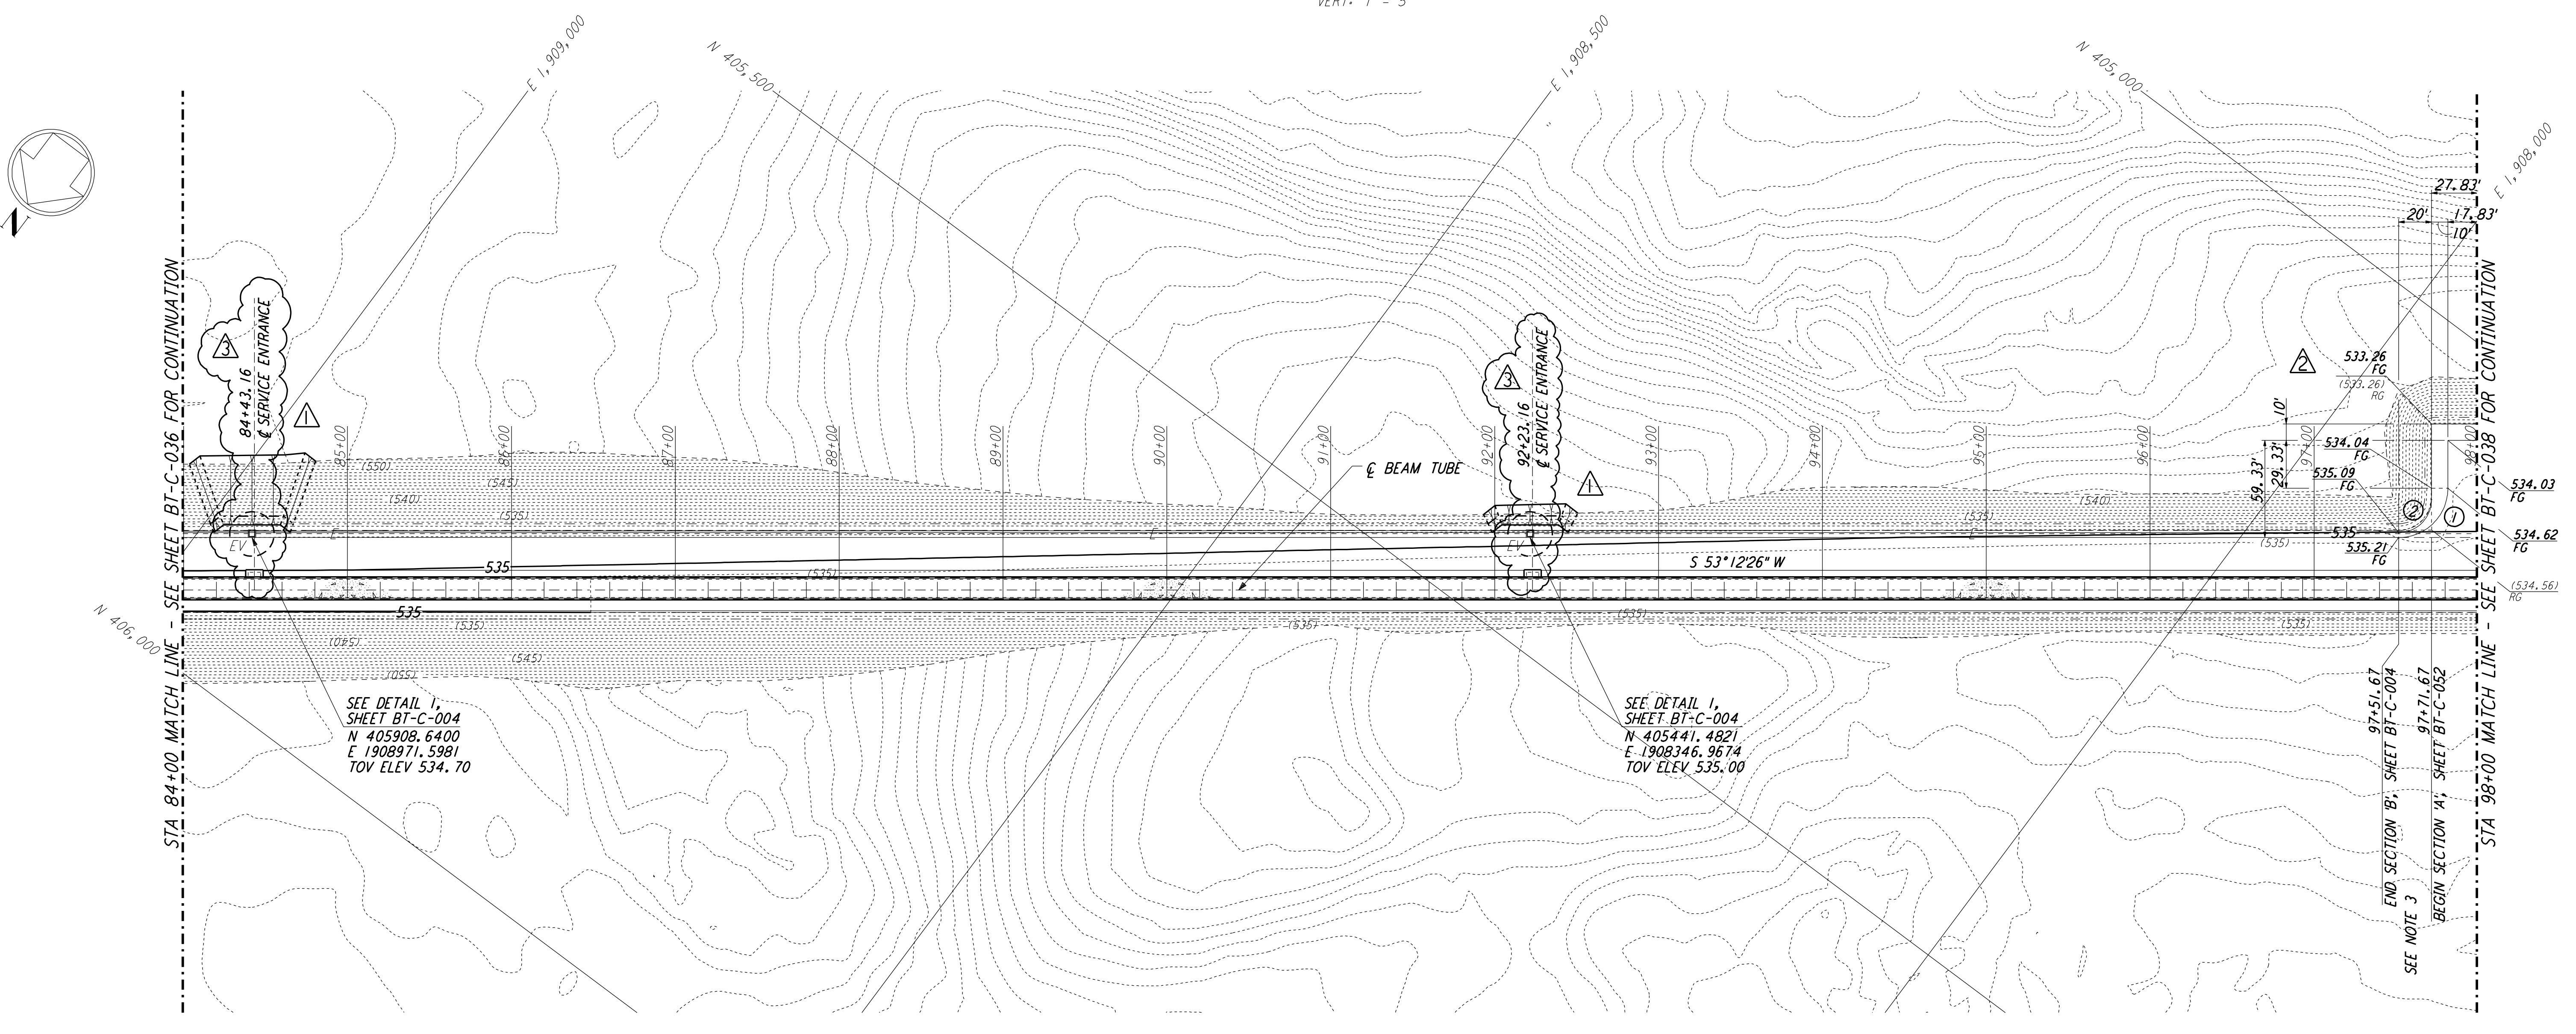 VERT. 1" = 5'
E 1,909,000
N 405,500
E 1,908,500
N 405,000
E 1,908,000
N
27.83'
20'
17.83'
10'
STA 84+00 MATCH LINE - SEE SHEET BT-C-036 FOR CONTINUATION
3
84+43.16
℄ SERVICE ENTRANCE
1
3
92+23.16
℄ SERVICE ENTRANCE
1
2
533.26
FG
(533.26)
RG
10'
29.33'
59.33'
534.04
FG
535.09
FG
535.21
FG
534.03
FG
534.62
FG
(534.56)
RG
2
1
85+00
86+00
87+00
88+00
89+00
90+00
91+00
92+00
93+00
94+00
95+00
96+00
97+00
98+00
(550)
(545)
(540)
(535)
℄ BEAM TUBE
(540)
(535)
E
E
E
EV
EV
535
(535)
535
(535)
S 53°12'26" W
535
(535)
(535)
(535)
(535)
(540)
(545)
(550)
N 406,000
SEE DETAIL 1,
SHEET BT-C-004
N 405908.6400
E 1908971.5981
TOV ELEV 534.70
SEE DETAIL 1,
SHEET BT-C-004
N 405441.4821
E 1908346.9674
TOV ELEV 535.00
97+51.67
END SECTION 'B', SHEET BT-C-004
SEE NOTE 3
97+71.67
BEGIN SECTION 'A', SHEET BT-C-052
STA 98+00 MATCH LINE - SEE SHEET BT-C-038 FOR CONTINUATION